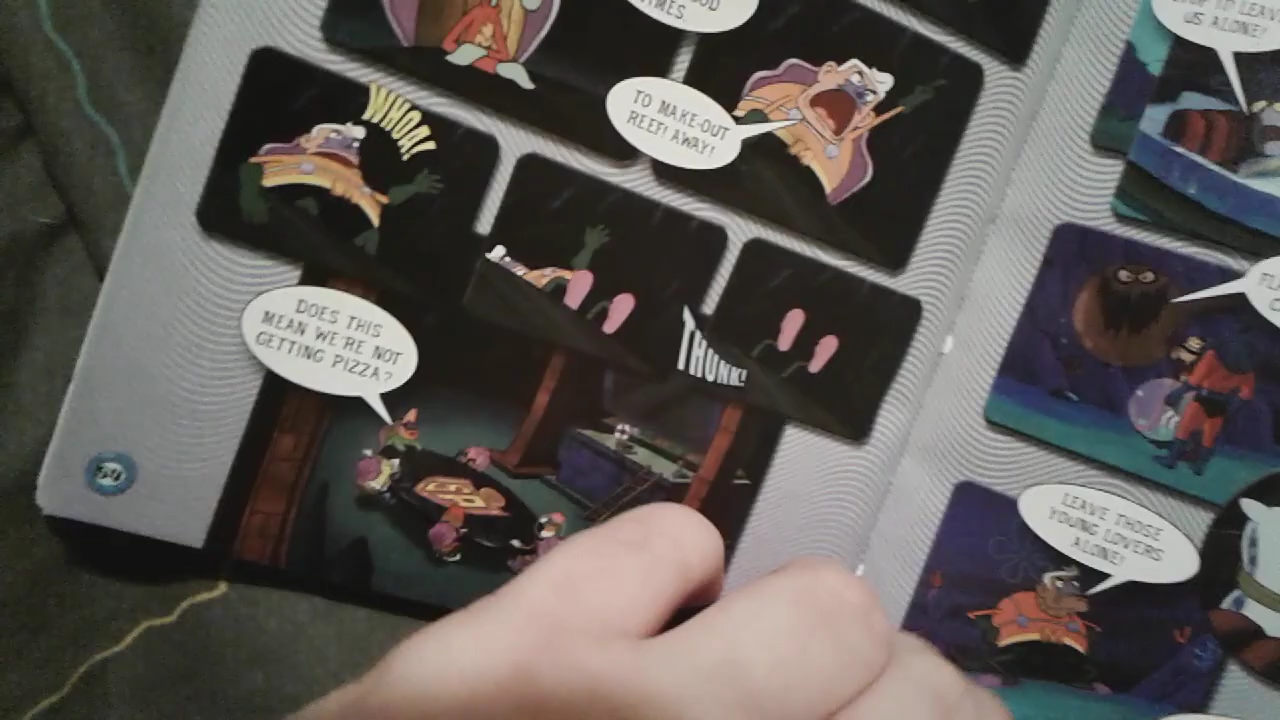 TIMES.
TO MAKE-OUT
REEF! AWAY!
WHOA!
THUNK!
DOES THIS
MEAN WE'RE NOT
GETTING PIZZA?
US ALONE!
LEAVE THOSE
YOUNG LOVERS
ALONE!